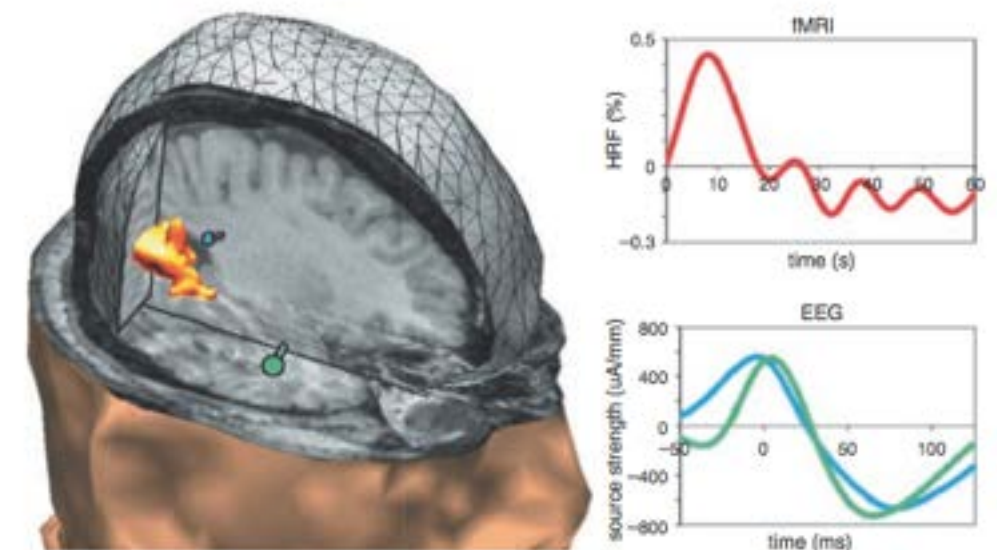 fMRI
0.5
HRF (%)
0
0 10 20 30 40 50 60
−0.3
time (s)
EEG
800
source strength (uA/mm)
400
0
−50 0 50 100
−400
−800
time (ms)